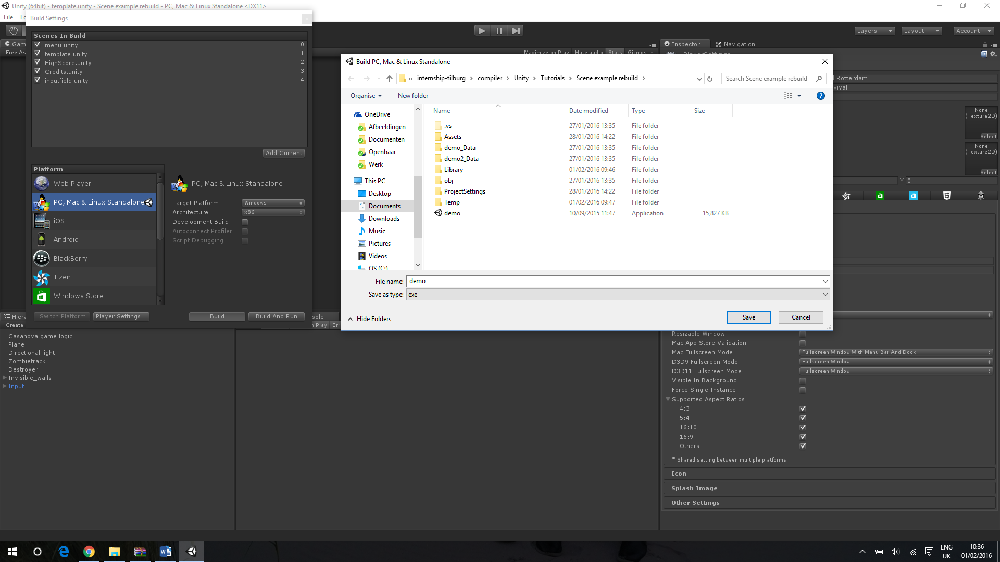 Unity (64bit) - template.unity - Scene example rebuild - PC, Mac & Linux Standalone <DX11>
File
Build Settings
Layers
Layout
Account
Scenes In Build
menu.unity 0
template.unity 1
HighScore.unity 2
Credits.unity 3
inputfield.unity 4
Add Current
Free As
Maximize on Play Mute audio Stats Gizmos
Inspector
Navigation
Rotterdam
vival
None
(Texture2D)
Select
None
(Texture2D)
Select
Y 0
Platform
Web Player
PC, Mac & Linux Standalone
iOS
Android
BlackBerry
Tizen
Windows Store
PC, Mac & Linux Standalone
Target Platform Windows
Architecture x86
Development Build
Autoconnect Profiler
Script Debugging
Switch Platform
Player Settings...
Build
Build And Run
Build PC, Mac & Linux Standalone
« internship-tilburg > compiler > Unity > Tutorials > Scene example rebuild >
Search Scene example rebuild
Organise
New folder
OneDrive
Afbeeldingen
Documenten
Openbaar
Werk
This PC
Desktop
Documents
Downloads
Music
Pictures
Videos
OS (C:)
Name Date modified Type Size
.vs 27/01/2016 13:35 File folder
Assets 28/01/2016 14:22 File folder
demo_Data 27/01/2016 13:35 File folder
demo2_Data 27/01/2016 13:35 File folder
Library 01/02/2016 09:46 File folder
obj 27/01/2016 13:35 File folder
ProjectSettings 28/01/2016 14:22 File folder
Temp 01/02/2016 09:47 File folder
demo 10/09/2015 11:47 Application 15,827 KB
File name: demo
Save as type: exe
Hide Folders
Save
Cancel
Hiera
Create
sole
n Play Err
Casanova game logic
Plane
Directional light
Zombietrack
Destroyer
Invisible_walls
Input
Resizable Window
Mac App Store Validation
Mac Fullscreen Mode Fullscreen Window With Menu Bar And Dock
D3D9 Fullscreen Mode Fullscreen Window
D3D11 Fullscreen Mode Fullscreen Window
Visible In Background
Force Single Instance
Supported Aspect Ratios
4:3
5:4
16:10
16:9
Others
* Shared setting between multiple platforms.
Icon
Splash Image
Other Settings
ENG
UK
10:36
01/02/2016